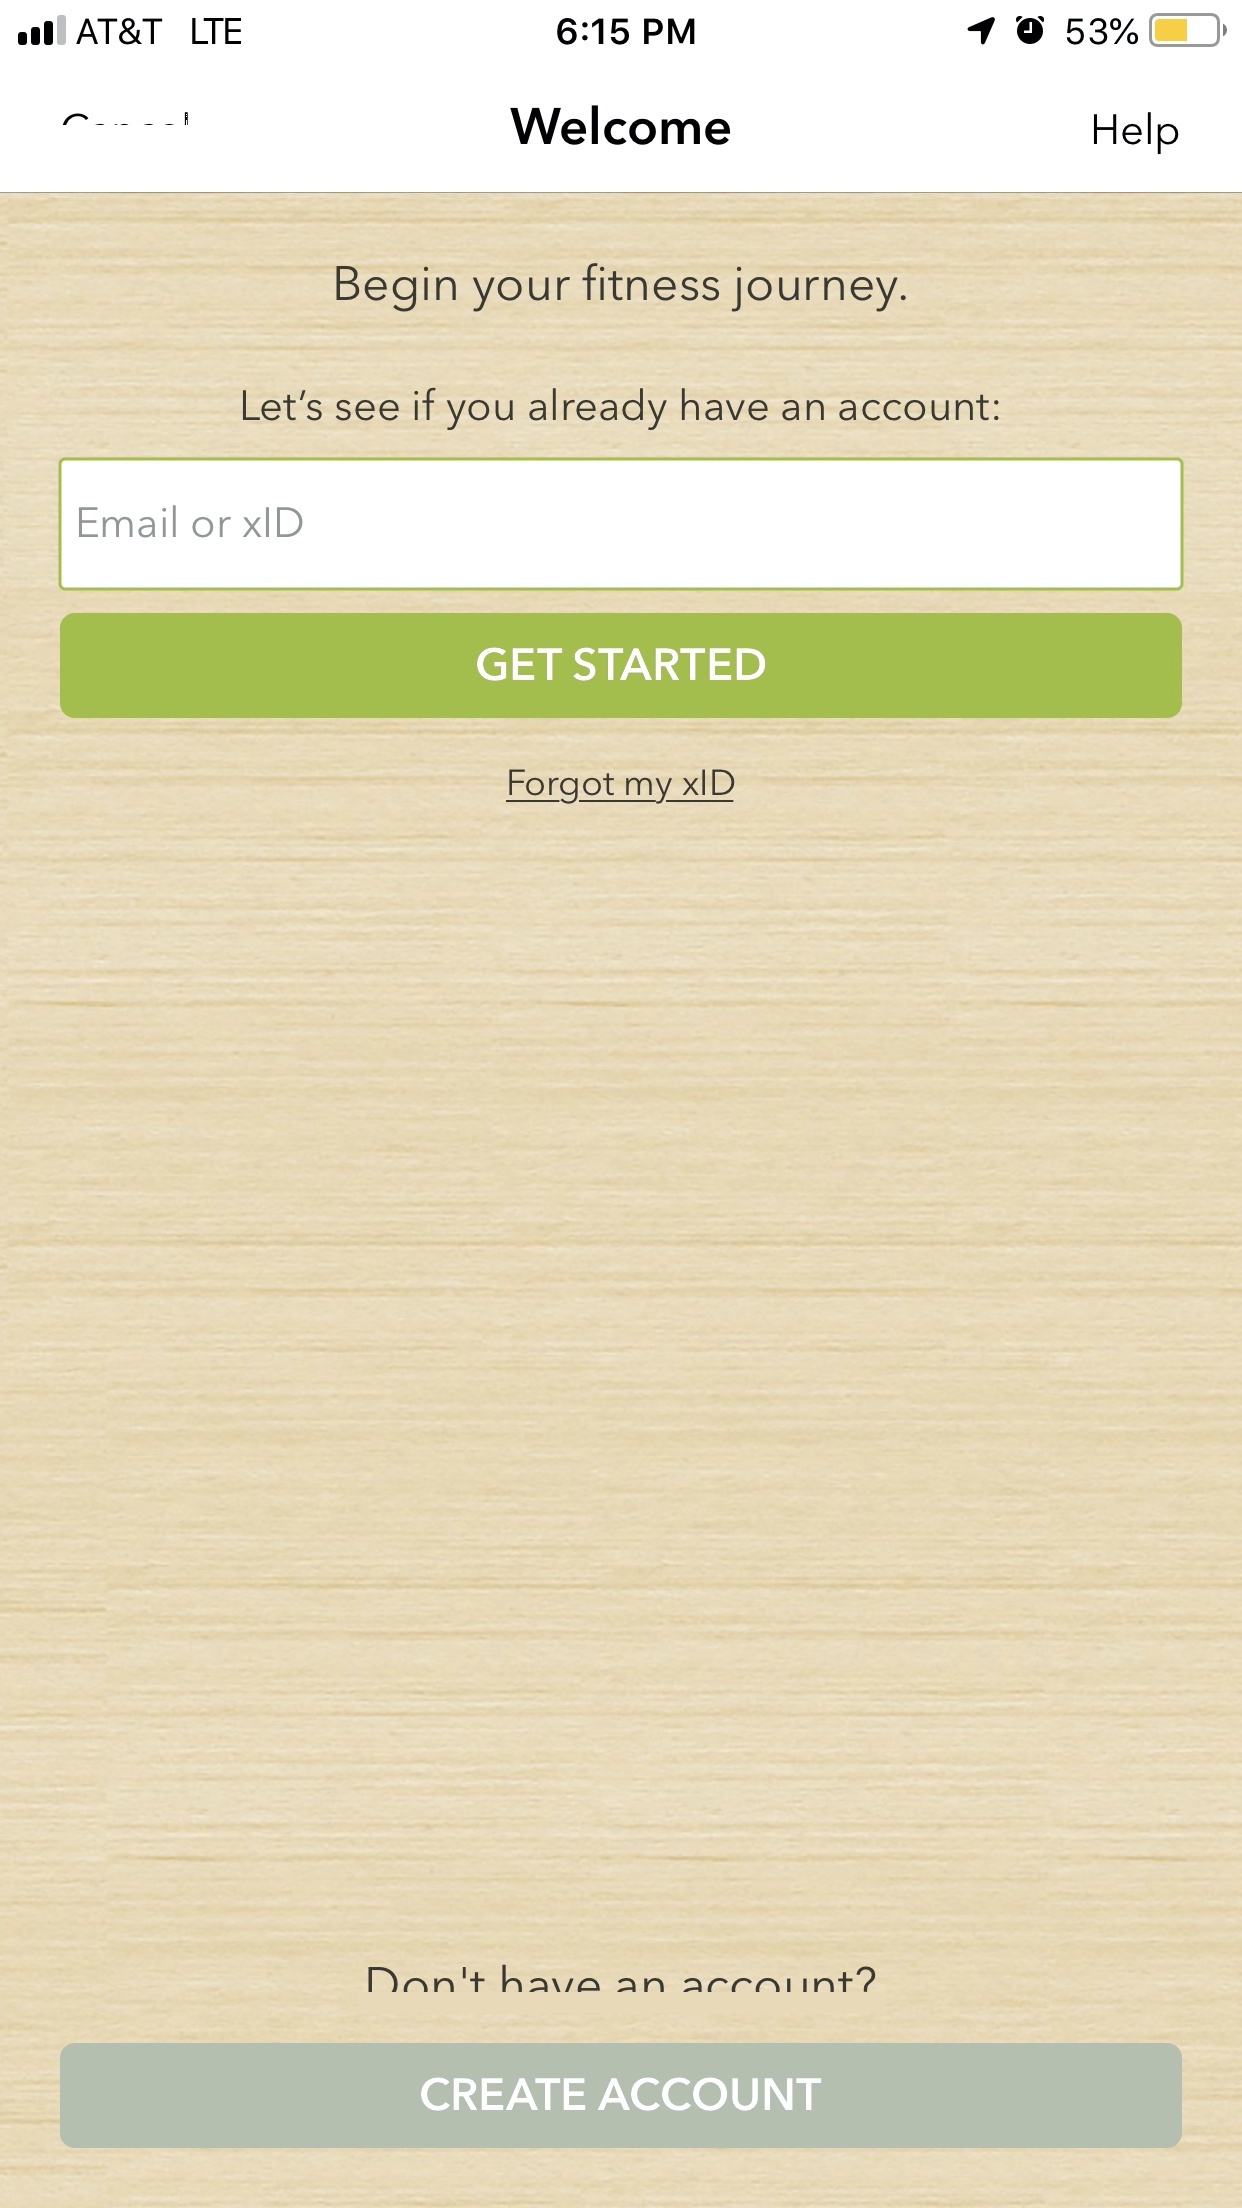 AT&T LTE 6:15 PM 53%
Cancel Welcome Help
Begin your fitness journey.
Let’s see if you already have an account:
Email or xID
GET STARTED
Forgot my xID
Don't have an account?
CREATE ACCOUNT